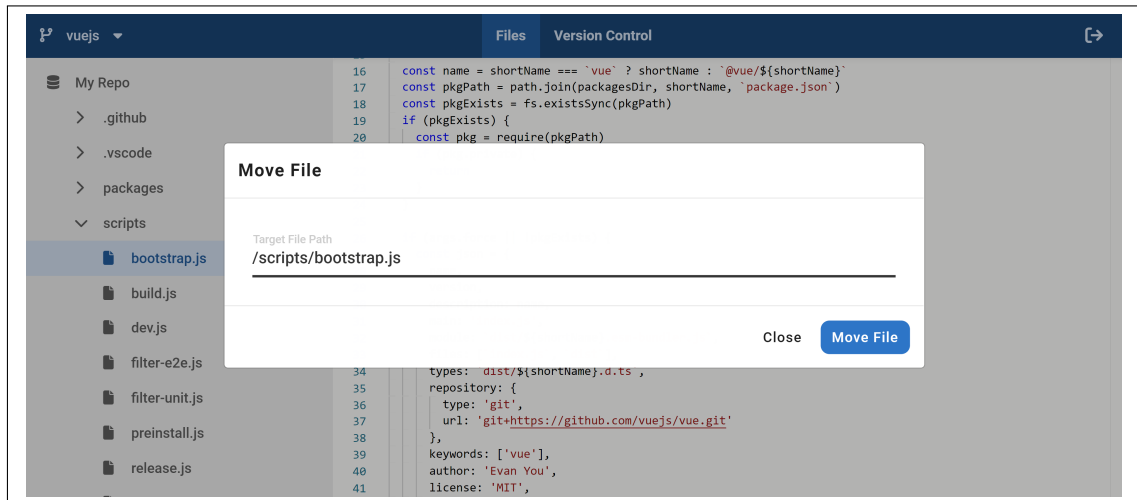 vuejs
Files
Version Control
My Repo
.github
.vscode
packages
scripts
bootstrap.js
build.js
dev.js
filter-e2e.js
filter-unit.js
preinstall.js
release.js
16 const name = shortName === `vue` ? shortName : `@vue/${shortName}`
17 const pkgPath = path.join(packagesDir, shortName, `package.json`)
18 const pkgExists = fs.existsSync(pkgPath)
19 if (pkgExists) {
20 const pkg = require(pkgPath)
Move File
Target File Path
/scripts/bootstrap.js
Close
Move File
34 types: `dist/${shortName}.d.ts`,
35 repository: {
36 type: 'git',
37 url: 'git+https://github.com/vuejs/vue.git'
38 },
39 keywords: ['vue'],
40 author: 'Evan You',
41 license: 'MIT',